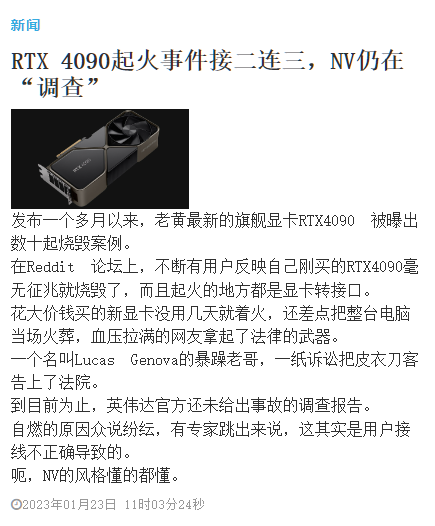 新闻
RTX 4090起火事件接二连三，NV仍在
“调查”
RTX 4090
发布一个多月以来，老黄最新的旗舰显卡RTX4090 被曝出
数十起烧毁案例。
在Reddit 论坛上，不断有用户反映自己刚买的RTX4090毫
无征兆就烧毁了，而且起火的地方都是显卡转接口。
花大价钱买的新显卡没用几天就着火，还差点把整台电脑
当场火葬，血压拉满的网友拿起了法律的武器。
一个名叫Lucas Genova的暴躁老哥，一纸诉讼把皮衣刀客
告上了法院。
到目前为止，英伟达官方还未给出事故的调查报告。
自燃的原因众说纷纭，有专家跳出来说，这其实是用户接
线不正确导致的。
呃，NV的风格懂的都懂。
2023年01月23日 11时03分24秒